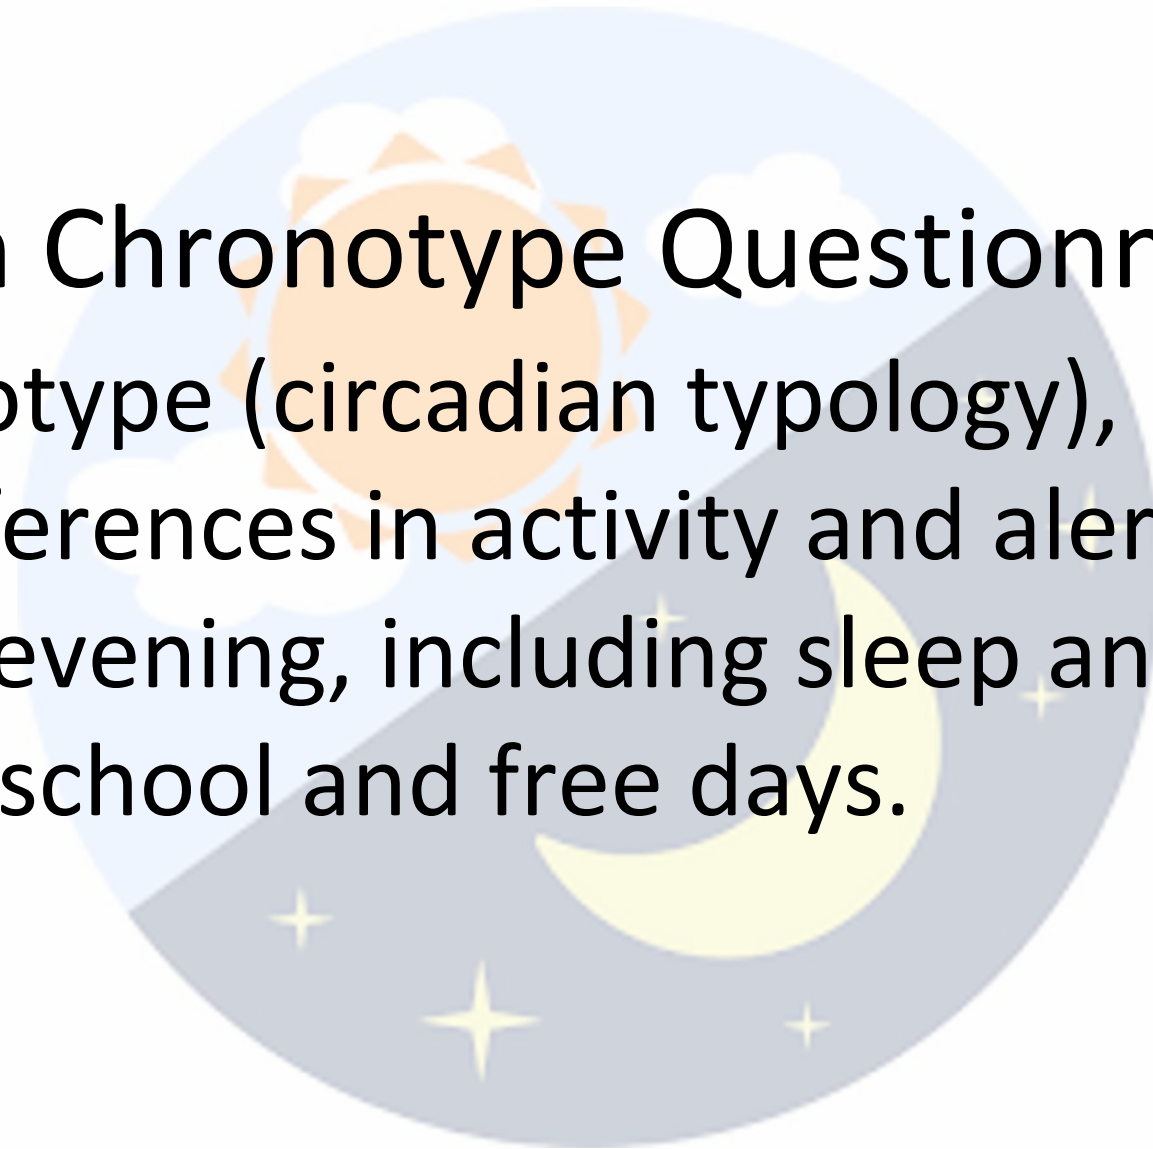 n Chronotype Questionn
otype (circadian typology),
ferences in activity and aler
evening, including sleep an
school and free days.